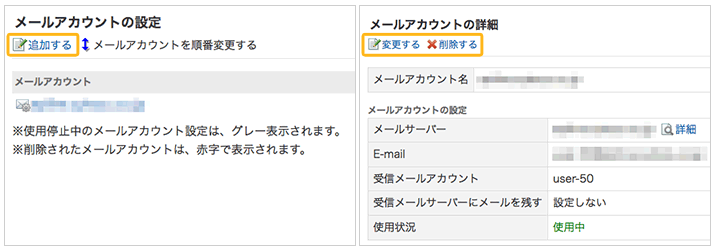 メールアカウントの設定
追加する メールアカウントを順番変更する
メールアカウント
※使用停止中のメールアカウント設定は、グレー表示されます。
※削除されたメールアカウントは、赤字で表示されます。
メールアカウントの詳細
変更する 削除する
メールアカウント名
メールアカウントの設定
メールサーバー 詳細
E-mail
受信メールアカウント user-50
受信メールサーバーにメールを残す 設定しない
使用状況 使用中